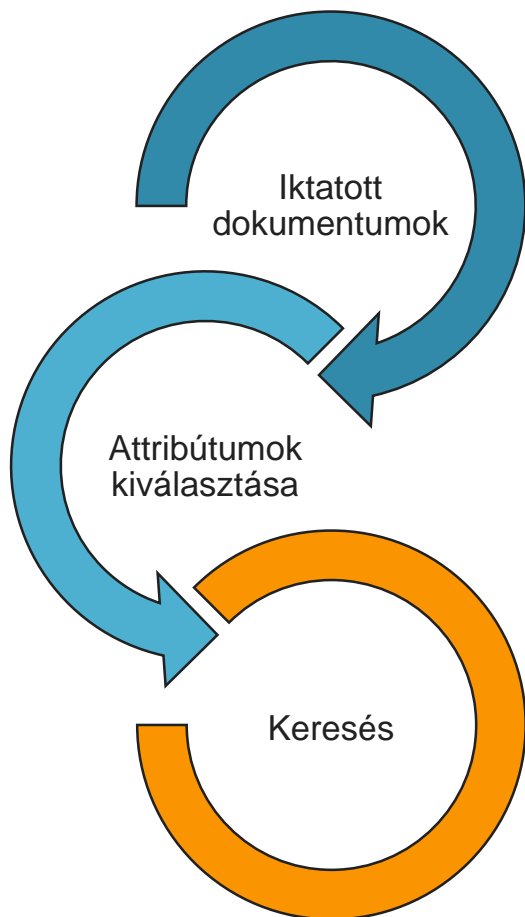 Iktatott
dokumentumok
Attribútumok
kiválasztása
Keresés